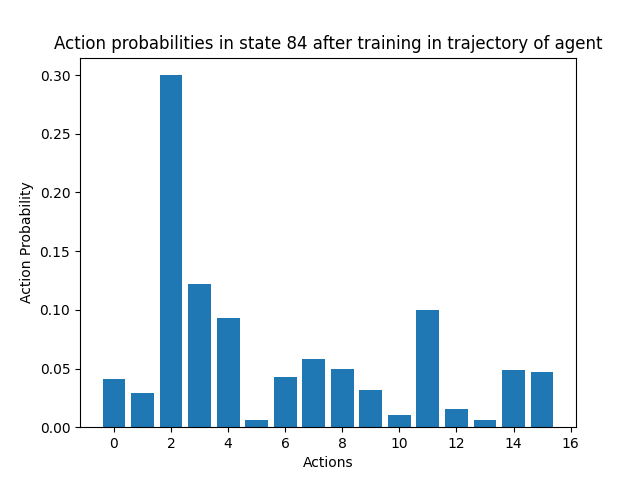 Action probabilities in state 84 after training in trajectory of agent
0.30
0.25
0.20
0.15
0.10
0.05
0.00
Action Probability
0 2 4 6 8 10 12 14 16
Actions